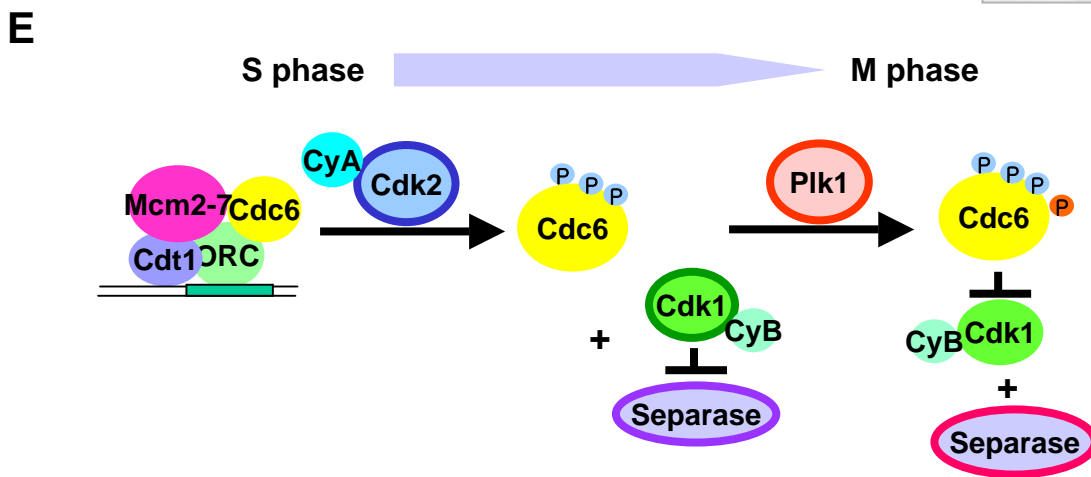 E
S phase
M phase
CyA
Cdk2
Mcm2-7
Cdc6
Cdt1
ORC
P
P
P
Cdc6
Plk1
P
P
P
P
Cdc6
Cdk1
CyB
+
Separase
CyB
Cdk1
+
Separase